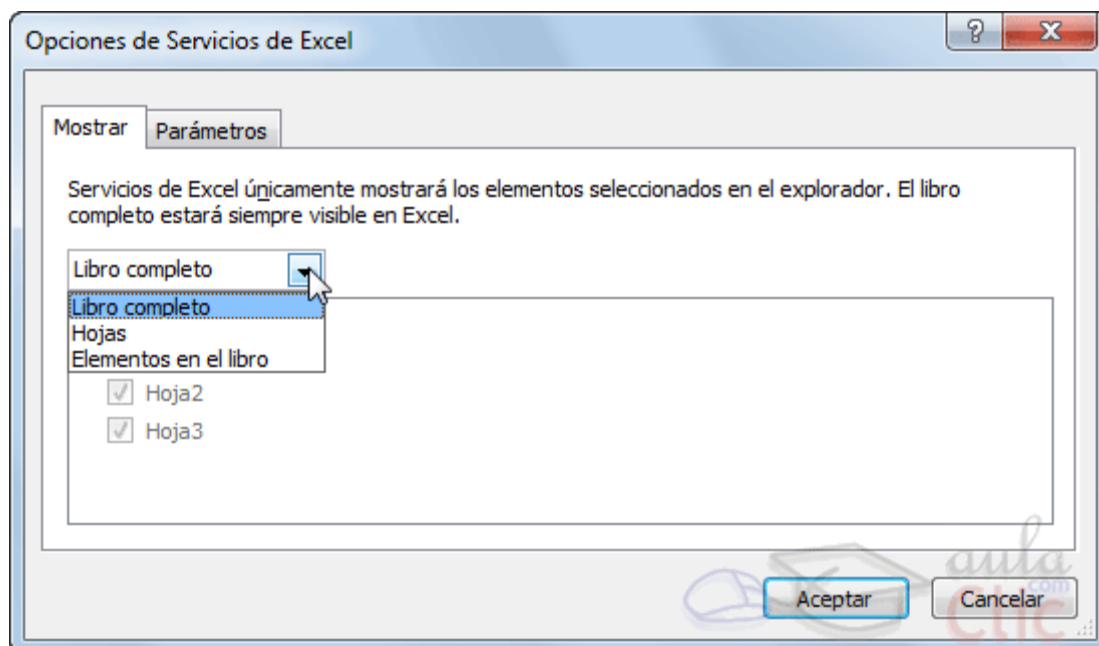 Opciones de Servicios de Excel
Mostrar
Parámetros
Servicios de Excel únicamente mostrará los elementos seleccionados en el explorador. El libro
completo estará siempre visible en Excel.
Libro completo
Libro completo
Hojas
Elementos en el libro
Hoja2
Hoja3
Aceptar
Cancelar
aula
Clic
com